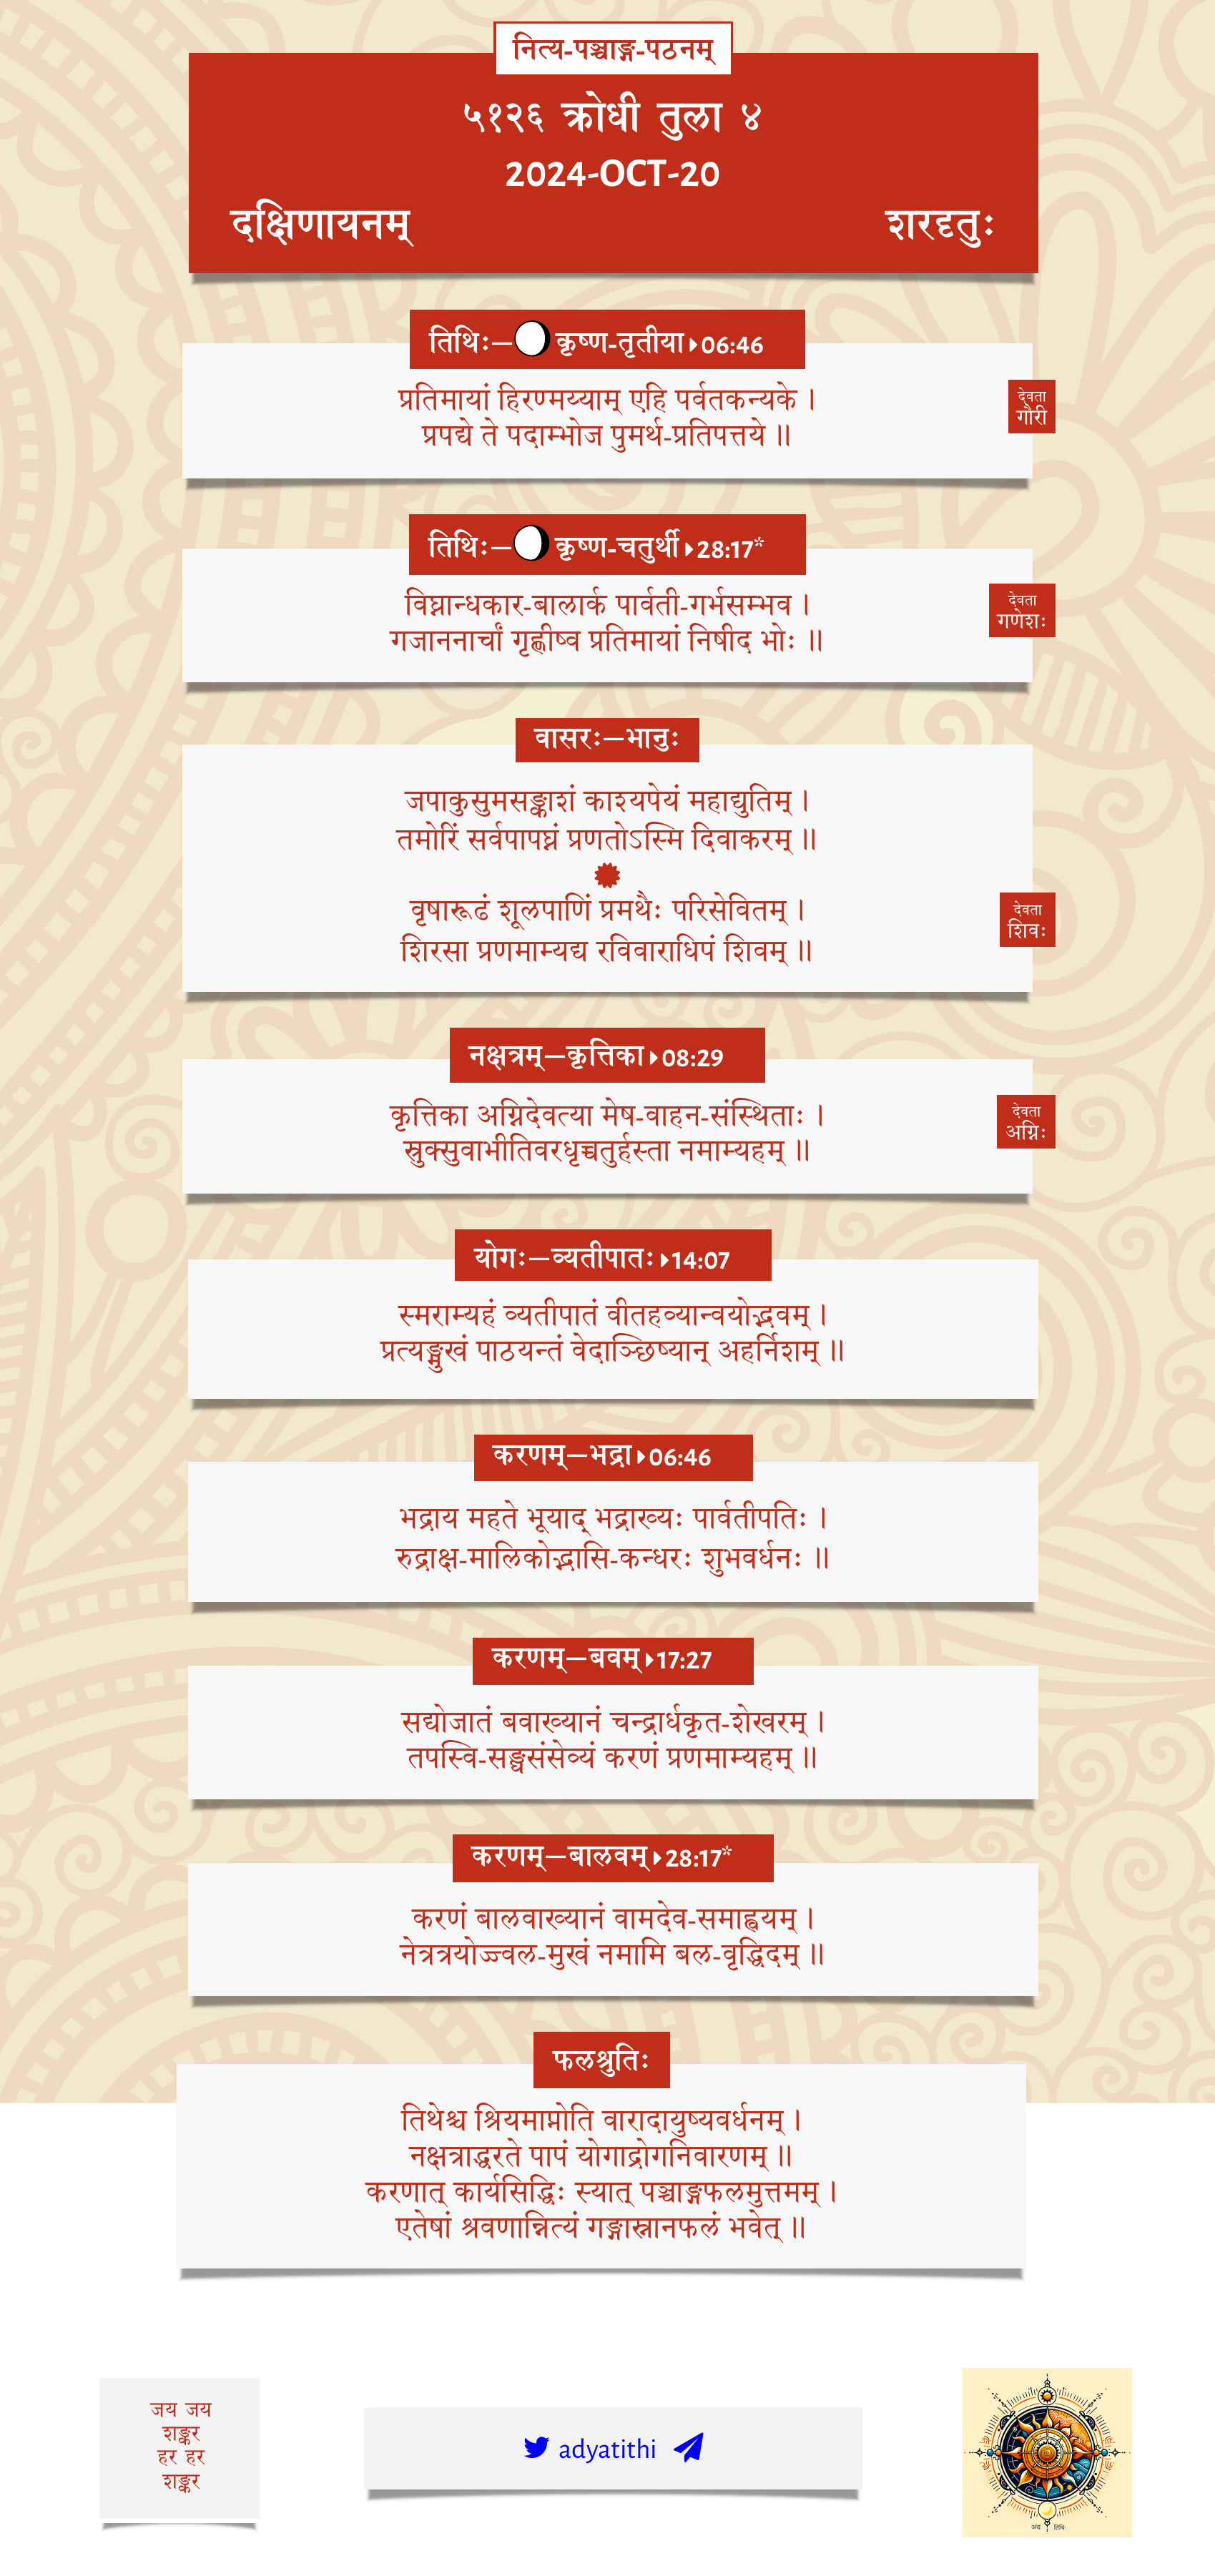 नित्य-पञ्चाङ्ग-पठनम्
५१२६ क्रोधी तुला ४
2024-OCT-20
दक्षिणायनम्
शरदृतुः
तिथिः—कृष्ण-तृतीया 06:46
प्रतिमायां हिरण्मय्याम् एहि पर्वतकन्यके ।
प्रपद्ये ते पदाम्भोज पुमर्थ-प्रतिपत्तये ॥
देवता
गौरी
तिथिः—कृष्ण-चतुर्थी 28:17*
विघ्नान्धकार-बालार्क पार्वती-गर्भसम्भव ।
गजाननार्चां गृह्णीष्व प्रतिमायां निषीद भोः ॥
देवता
गणेशः
वासरः—भानुः
जपाकुसुमसङ्काशं काश्यपेयं महाद्युतिम् ।
तमोरिं सर्वपापघ्नं प्रणतोऽस्मि दिवाकरम् ॥
वृषारूढं शूलपाणिं प्रमथैः परिसेवितम् ।
शिरसा प्रणमाम्यद्य रविवाराधिपं शिवम् ॥
देवता
शिवः
नक्षत्रम्—कृत्तिका 08:29
कृत्तिका अग्निदेवत्या मेष-वाहन-संस्थिताः ।
स्रुक्स्रुवाभीतिवरधृच्चतुर्हस्ता नमाम्यहम् ॥
देवता
अग्निः
योगः—व्यतीपातः 14:07
स्मराम्यहं व्यतीपातं वीतहव्यान्वयोद्भवम् ।
प्रत्यङ्मुखं पाठयन्तं वेदाञ्छिष्यान् अहर्निशम् ॥
करणम्—भद्रा 06:46
भद्राय महते भूयाद् भद्राख्यः पार्वतीपतिः ।
रुद्राक्ष-मालिकोद्भासि-कन्धरः शुभवर्धनः ॥
करणम्—बवम् 17:27
सद्योजातं बवाख्यानं चन्द्रार्धकृत-शेखरम् ।
तपस्वि-सङ्घसंसेव्यं करणं प्रणमाम्यहम् ॥
करणम्—बालवम् 28:17*
करणं बालवाख्यानं वामदेव-समाह्वयम् ।
नेत्रत्रयोज्ज्वल-मुखं नमामि बल-वृद्धिदम् ॥
फलश्रुतिः
तिथेश्च श्रियमाप्नोति वारादायुष्यवर्धनम् ।
नक्षत्राद्धरते पापं योगाद्रोगनिवारणम् ॥
करणात् कार्यसिद्धिः स्यात् पञ्चाङ्गफलमुत्तमम् ।
एतेषां श्रवणान्नित्यं गङ्गास्नानफलं भवेत् ॥
जय जय
शङ्कर
हर हर
शङ्कर
adyatithi
अद्य तिथिः